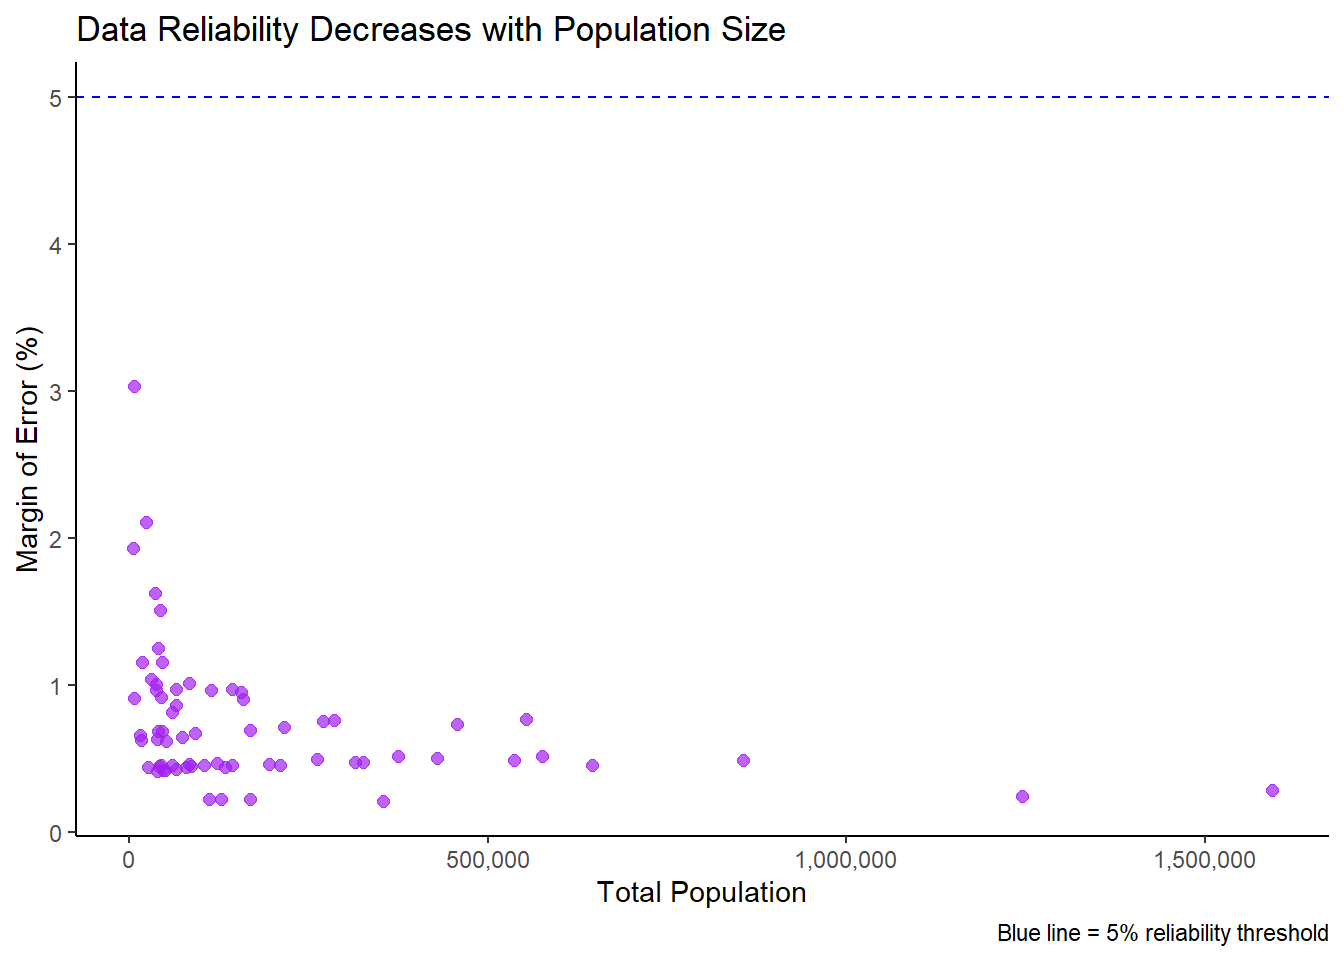 Data Reliability Decreases with Population Size
Margin of Error (%)
5
4
3
2
1
0
0
500,000
1,000,000
1,500,000
Total Population
Blue line = 5% reliability threshold